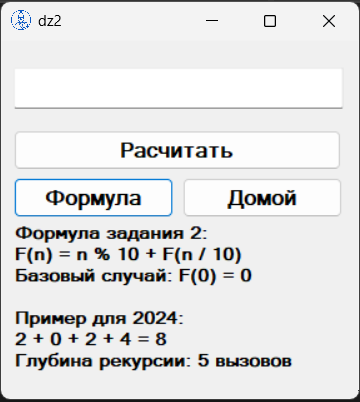 dz2
Расчитать
Формула
Домой
Формула задания 2:
F(n) = n % 10 + F(n / 10)
Базовый случай: F(0) = 0
Пример для 2024:
2 + 0 + 2 + 4 = 8
Глубина рекурсии: 5 вызовов